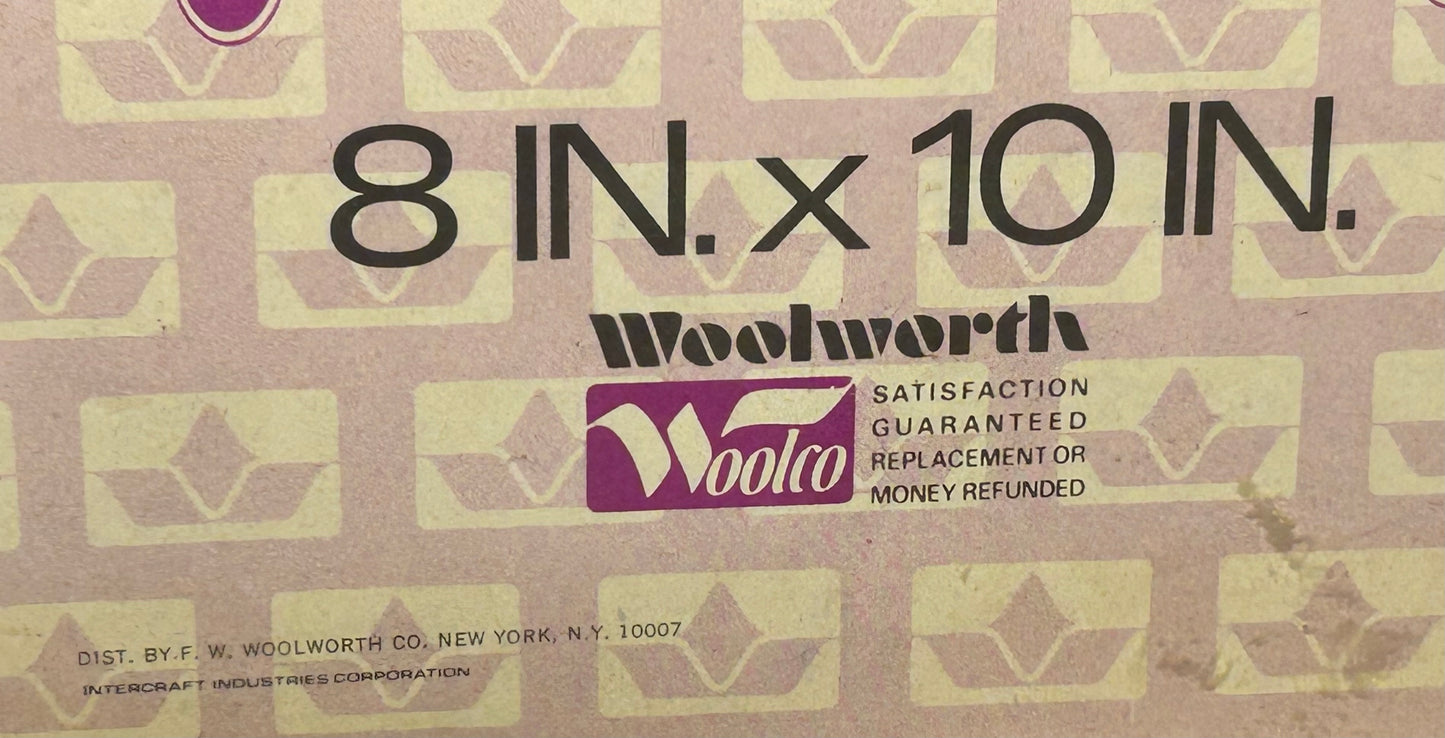 8 IN. x 10 IN.
Woolworth
Woolco
SATISFACTION
GUARANTEED
REPLACEMENT OR
MONEY REFUNDED
DIST. BY F. W. WOOLWORTH CO. NEW YORK, N.Y. 10007
INTERCRAFT INDUSTRIES CORPORATION